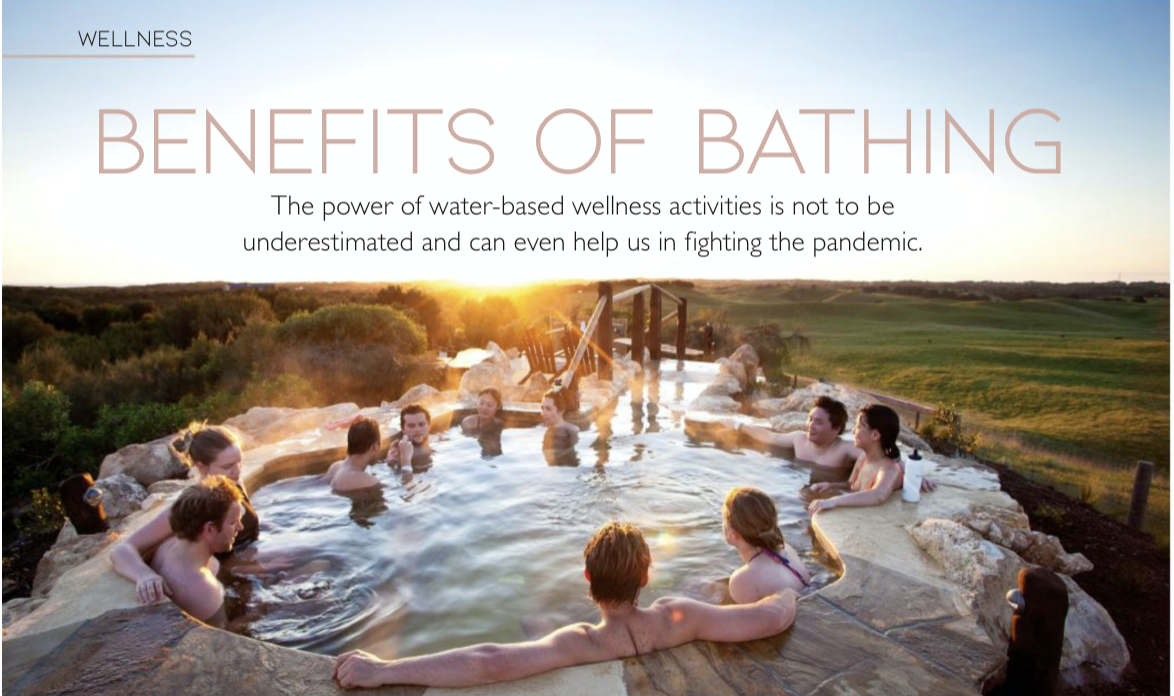 WELLNESS
BENEFITS OF BATHING
The power of water-based wellness activities is not to be
underestimated and can even help us in fighting the pandemic.